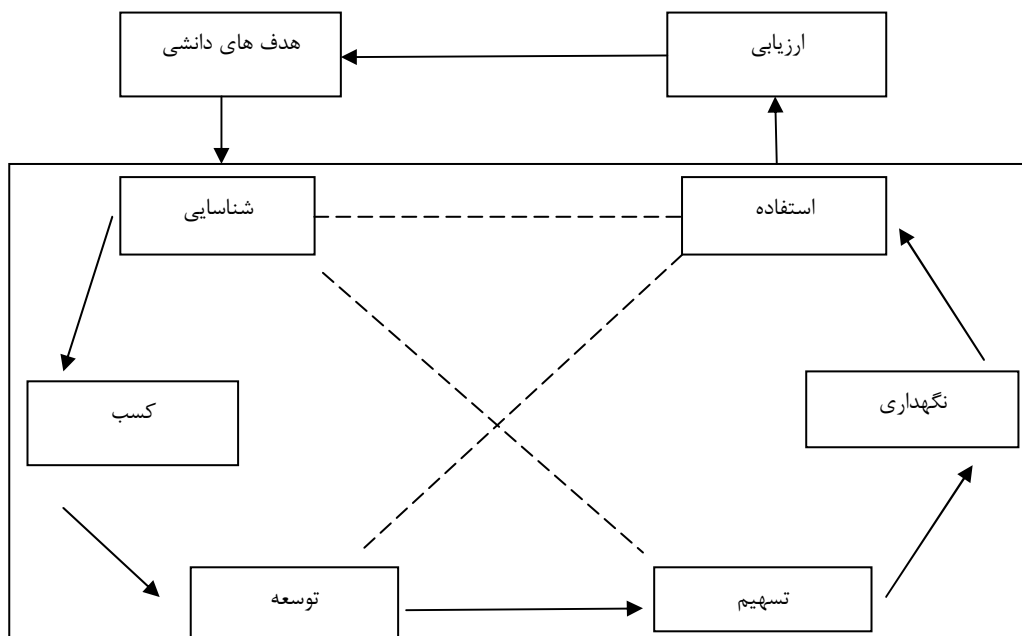 ارزیابی
هدف های دانشی
استفاده
شناسایی
نگهداری
کسب
تسهیم
توسعه